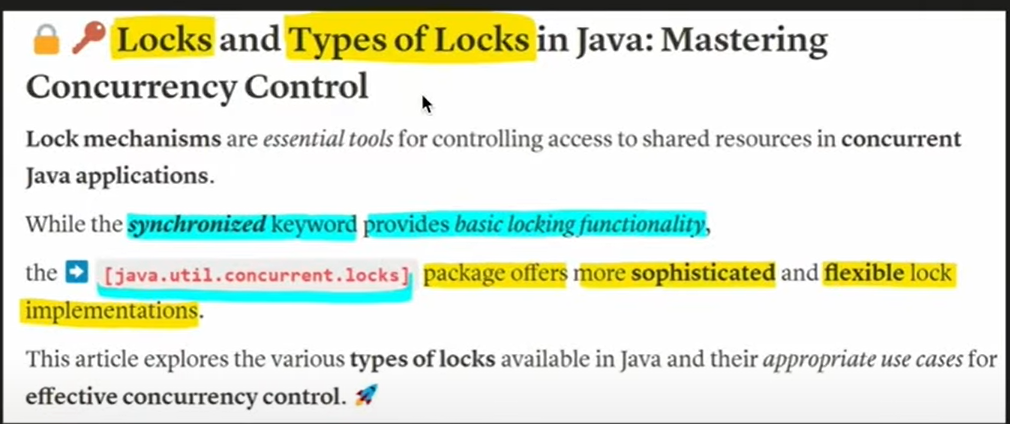 🔒 🔑 Locks and Types of Locks in Java: Mastering
Concurrency Control
Lock mechanisms are essential tools for controlling access to shared resources in concurrent
Java applications.
While the synchronized keyword provides basic locking functionality,
the ➡ [java.util.concurrent.locks] package offers more sophisticated and flexible lock
implementations.
This article explores the various types of locks available in Java and their appropriate use cases for
effective concurrency control. 🚀